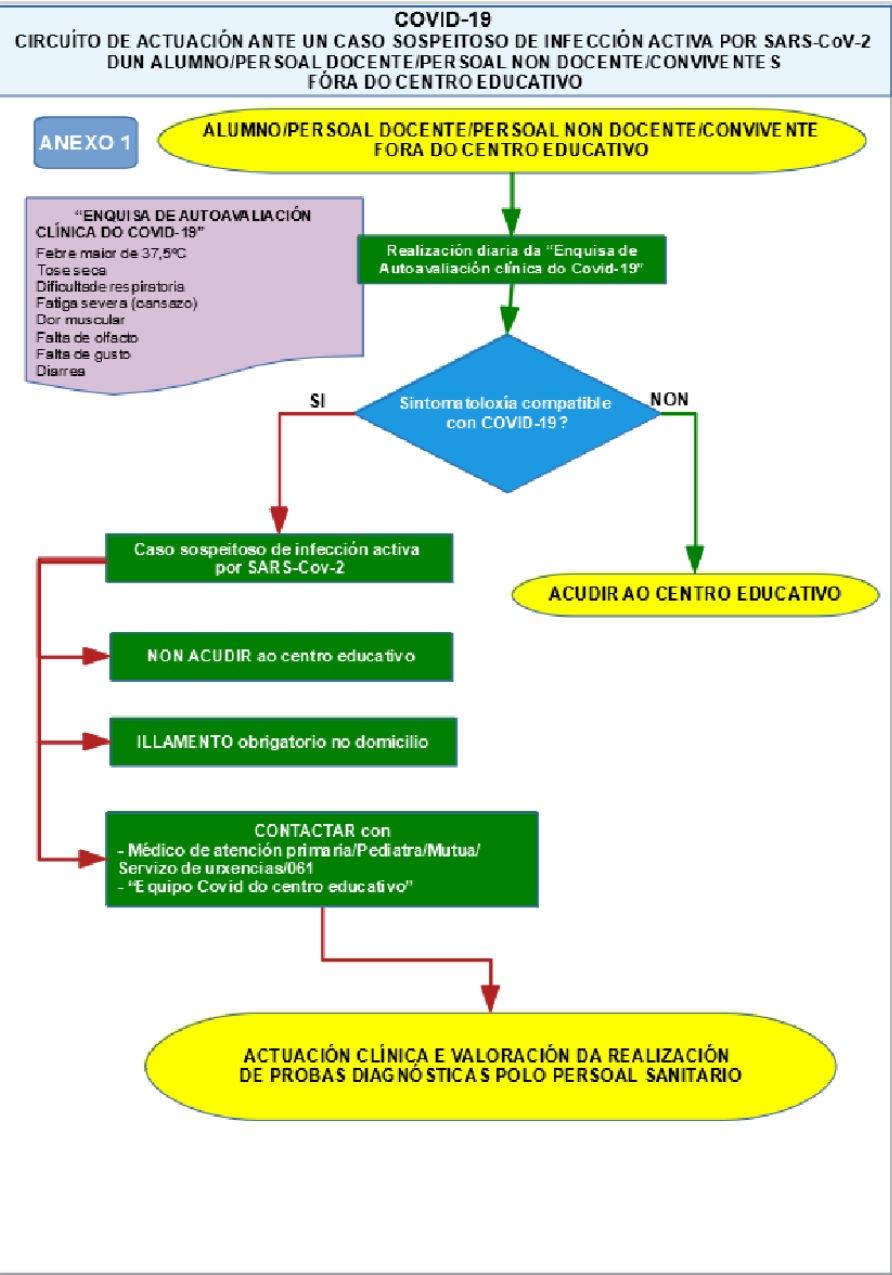 COVID-19
CIRCUÍTO DE ACTUACIÓN ANTE UN CASO SOSPEITOSO DE INFECCIÓN ACTIVA POR SARS-CoV-2
DUN ALUMNO/PERSOAL DOCENTE/PERSOAL NON DOCENTE/CONVIVENTES
FÓRA DO CENTRO EDUCATIVO
ANEXO 1
ALUMNO/PERSOAL DOCENTE/PERSOAL NON DOCENTE/CONVIVENTE
FORA DO CENTRO EDUCATIVO
“ENQUISA DE AUTOAVALIACIÓN
CLÍNICA DO COVID-19”
Febre maior de 37,5ºC
Tose seca
Dificultade respiratoria
Fatiga severa (cansazo)
Dor muscular
Falta de olfacto
Falta de gusto
Diarrea
Realización diaria da “Enquisa de
Autoavaliación clínica do Covid-19”
Sintomatoloxía compatible
con COVID-19?
SI
NON
Caso sospeitoso de infección activa
por SARS-Cov-2
ACUDIR AO CENTRO EDUCATIVO
NON ACUDIR ao centro educativo
ILLAMENTO obrigatorio no domicilio
CONTACTAR con
- Médico de atención primaria/Pediatra/Mutua/
Servizo de urxencias/061
- “Equipo Covid do centro educativo”
ACTUACIÓN CLÍNICA E VALORACIÓN DA REALIZACIÓN
DE PROBAS DIAGNÓSTICAS POLO PERSOAL SANITARIO